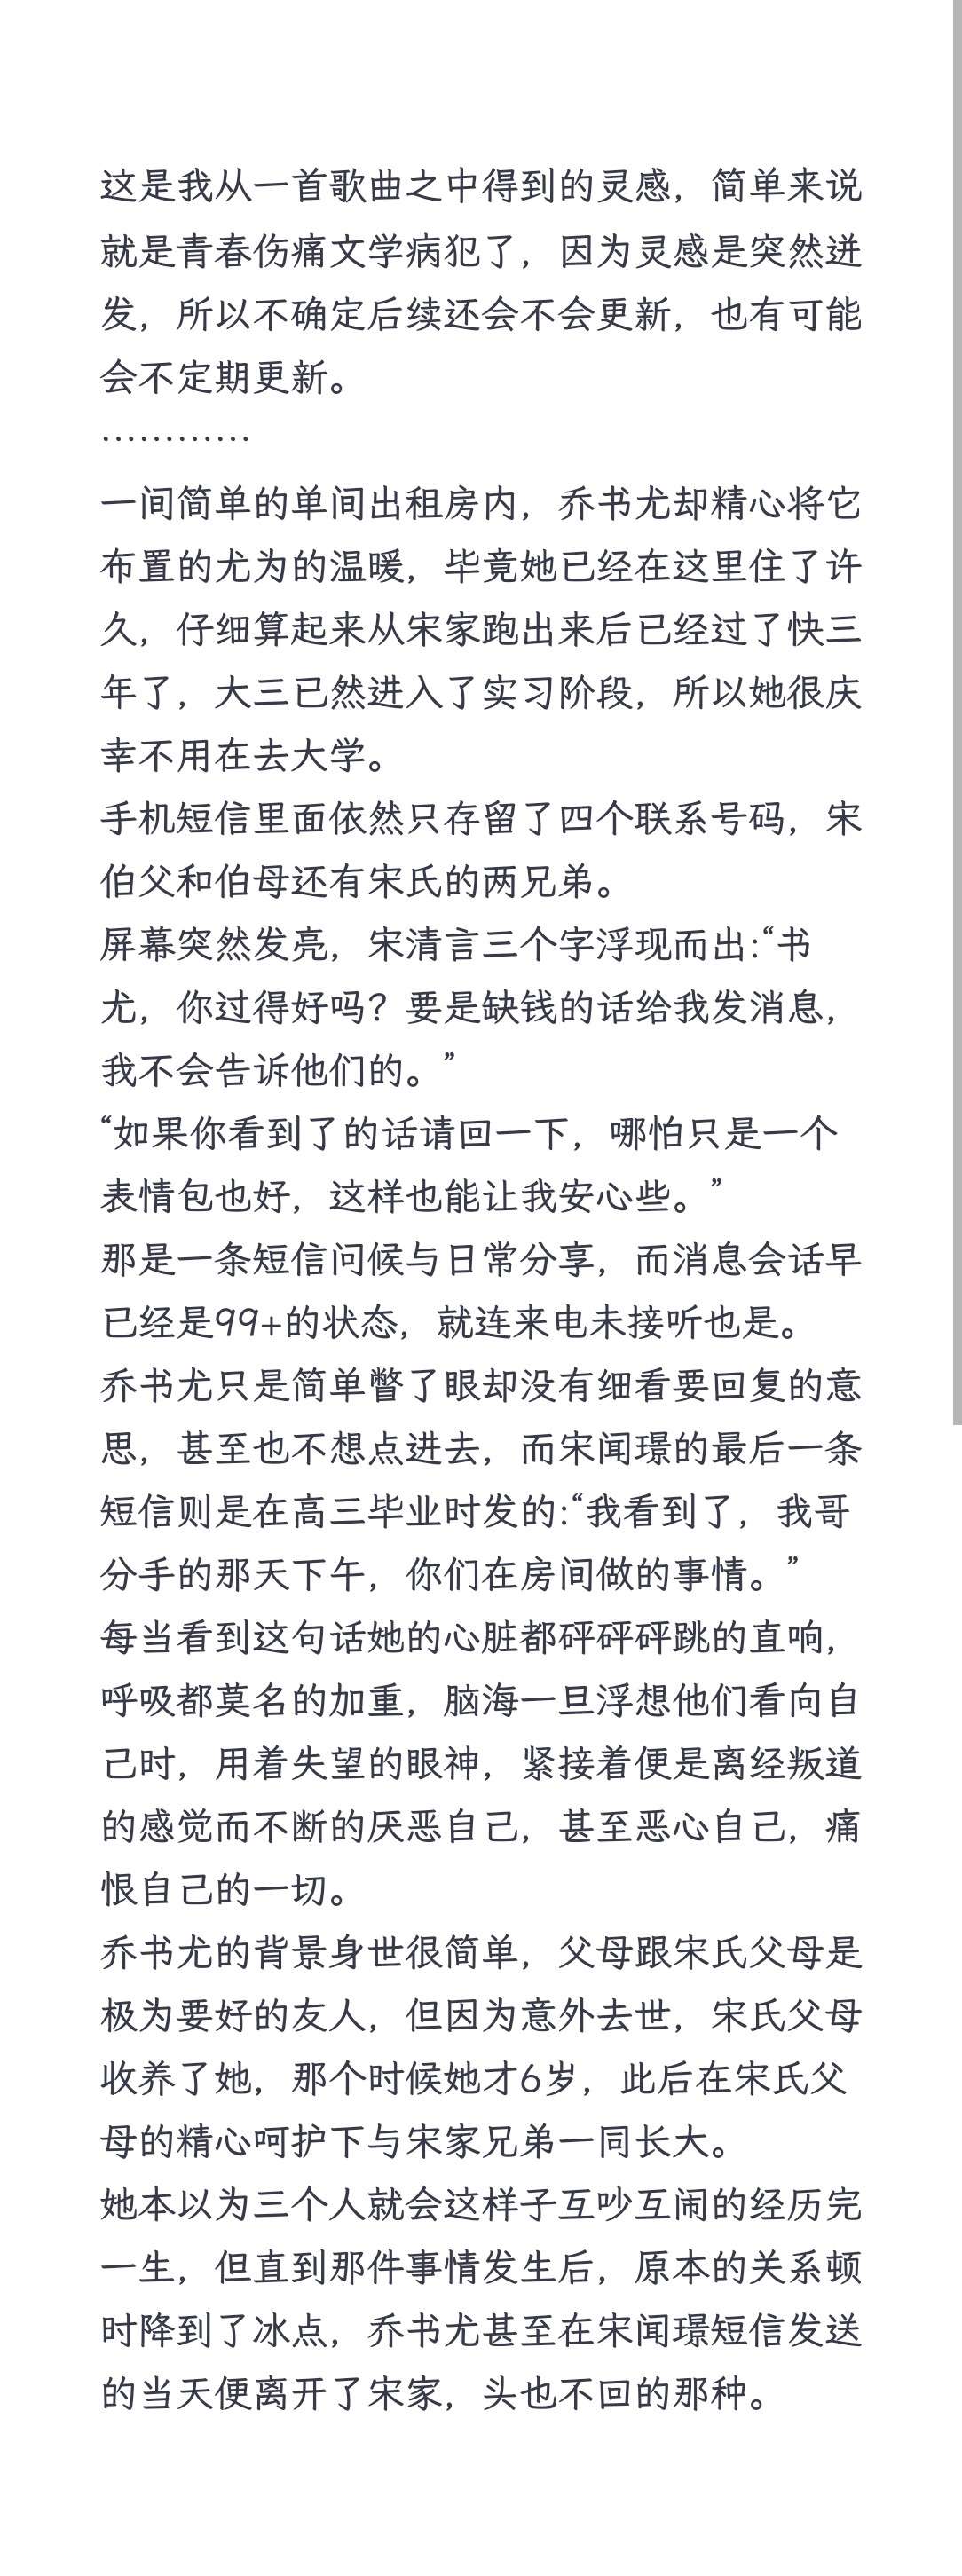 这是我从一首歌曲之中得到的灵感，简单来说
就是青春伤痛文学病犯了，因为灵感是突然迸
发，所以不确定后续还会不会更新，也有可能
会不定期更新。
…………
一间简单的单间出租房内，乔书尤却精心将它
布置的尤为的温暖，毕竟她已经在这里住了许
久，仔细算起来从宋家跑出来后已经过了快三
年了，大三已然进入了实习阶段，所以她很庆
幸不用在去大学。
手机短信里面依然只存留了四个联系号码，宋
伯父和伯母还有宋氏的两兄弟。
屏幕突然发亮，宋清言三个字浮现而出:“书
尤，你过得好吗？要是缺钱的话给我发消息，
我不会告诉他们的。”
“如果你看到了的话请回一下，哪怕只是一个
表情包也好，这样也能让我安心些。”
那是一条短信问候与日常分享，而消息会话早
已经是99+的状态，就连来电未接听也是。
乔书尤只是简单瞥了眼却没有细看要回复的意
思，甚至也不想点进去，而宋闻璟的最后一条
短信则是在高三毕业时发的:“我看到了，我哥
分手的那天下午，你们在房间做的事情。”
每当看到这句话她的心脏都砰砰砰跳的直响，
呼吸都莫名的加重，脑海一旦浮想他们看向自
己时，用着失望的眼神，紧接着便是离经叛道
的感觉而不断的厌恶自己，甚至恶心自己，痛
恨自己的一切。
乔书尤的背景身世很简单，父母跟宋氏父母是
极为要好的友人，但因为意外去世，宋氏父母
收养了她，那个时候她才6岁，此后在宋氏父
母的精心呵护下与宋家兄弟一同长大。
她本以为三个人就会这样子互吵互闹的经历完
一生，但直到那件事情发生后，原本的关系顿
时降到了冰点，乔书尤甚至在宋闻璟短信发送
的当天便离开了宋家，头也不回的那种。